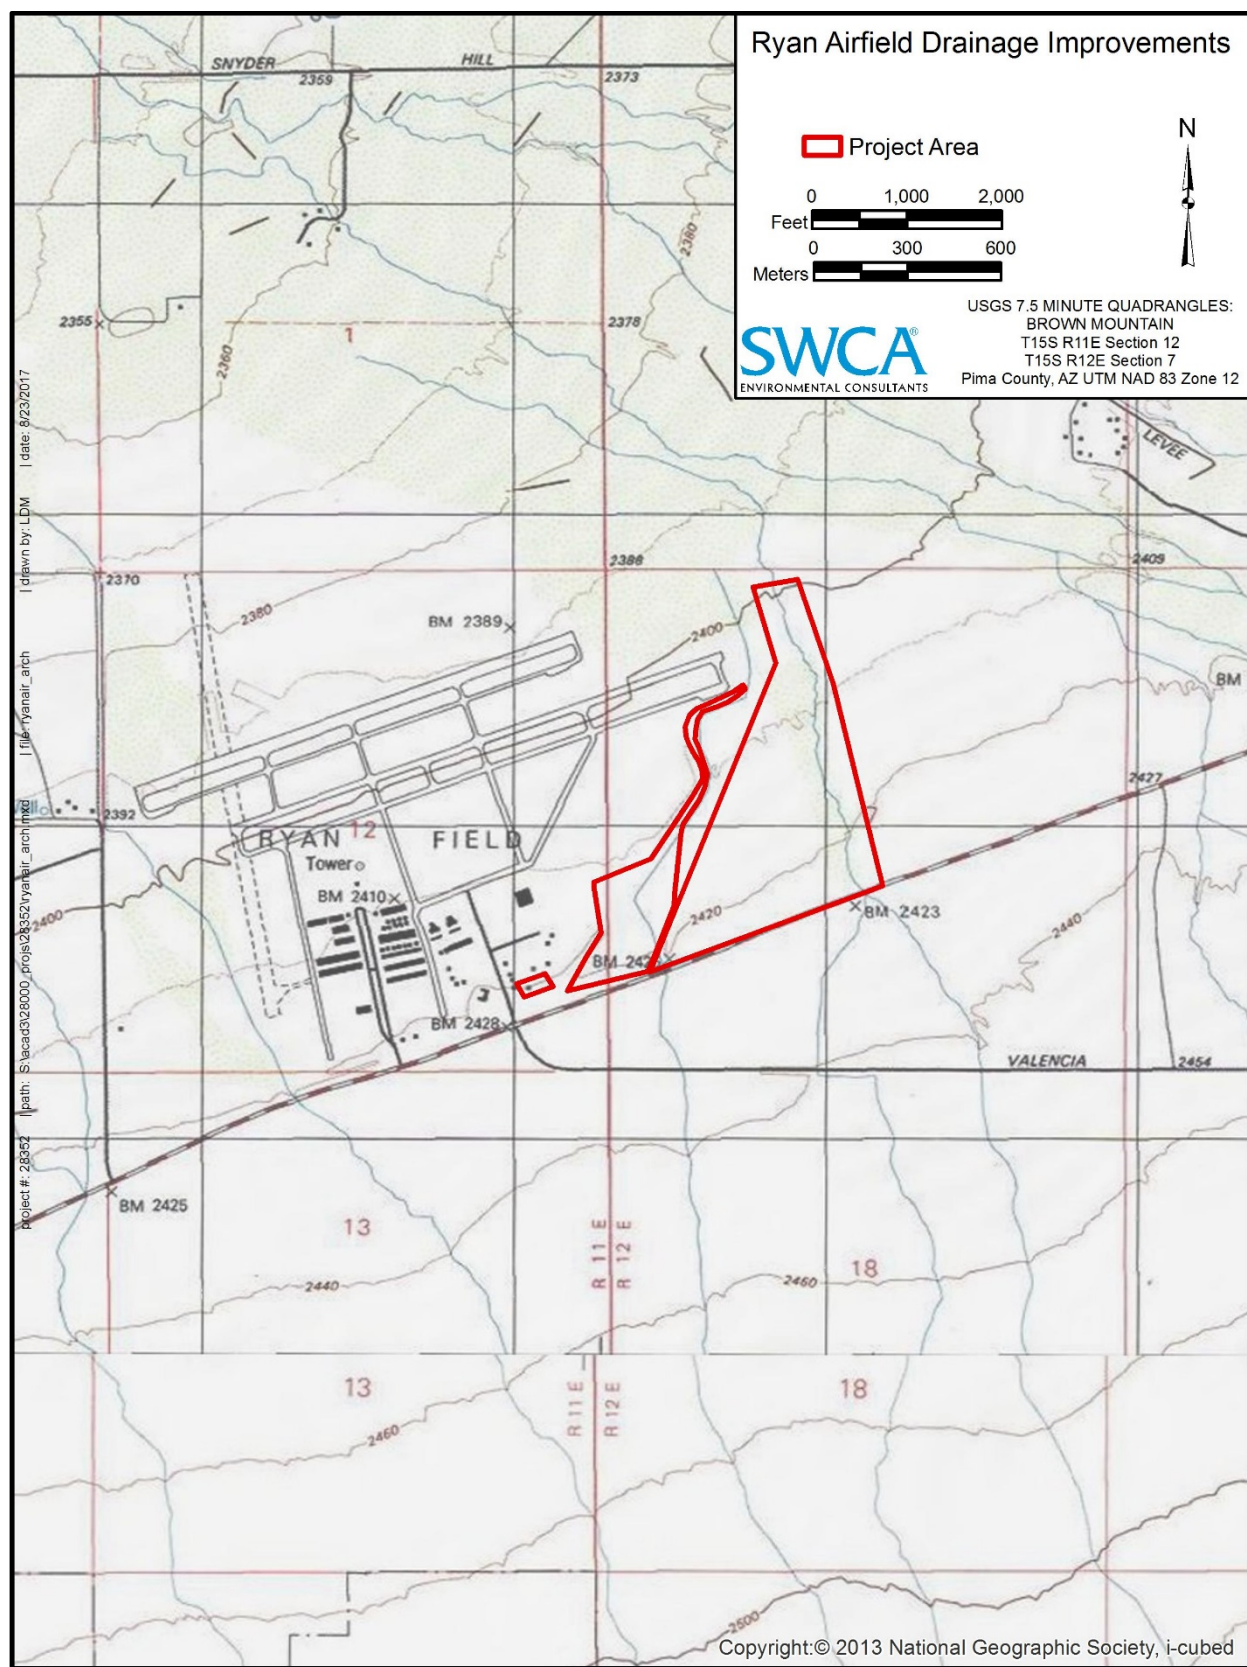 Ryan Airfield Drainage Improvements
N
Project Area
0 1,000 2,000
Feet
0 300 600
Meters
USGS 7.5 MINUTE QUADRANGLES:
BROWN MOUNTAIN
T15S R11E Section 12
T15S R12E Section 7
Pima County, AZ UTM NAD 83 Zone 12
SWCA®
ENVIRONMENTAL CONSULTANTS
SNYDER HILL
2359
2373
2380
2355
1
2378
2360
LEVEE
2370
2388
2409
2380
BM 2389
2400
BM
2427
2392
RYAN 12 FIELD
Tower
BM 2410
2400
2420
BM 2423
2440
BM
BM 2428
VALENCIA
2454
BM 2425
13
R 11 E
R 12 E
18
2440
2460
13
R 11 E
R 12 E
18
2460
2500
project #: 28352 | path: S:\acad3\28000_projs\28352\ryanair_arch.mxd | file: ryanair_arch | drawn by: LDM | date: 8/23/2017
Copyright:© 2013 National Geographic Society, i-cubed